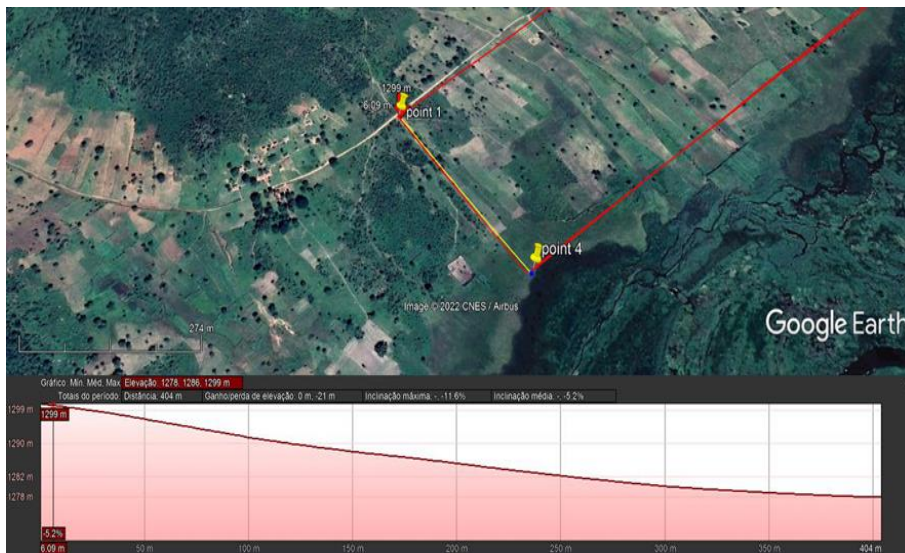 1299 m
6.09 m
point 1
point 4
Image © 2022 CNES / Airbus
274 m
Google Earth
Gráfico: Mín, Méd, Máx Elevação: 1278, 1286, 1299 m
Totais do período: Distância: 404 m Ganho/perda de elevação: 0 m, -21 m Inclinação máxima: -, -11.6% Inclinação média: -, -5.2%
1299 m
1299 m
1290 m
1282 m
1278 m
-5.2%
6.09 m 50 m 100 m 150 m 200 m 250 m 300 m 350 m 404 m